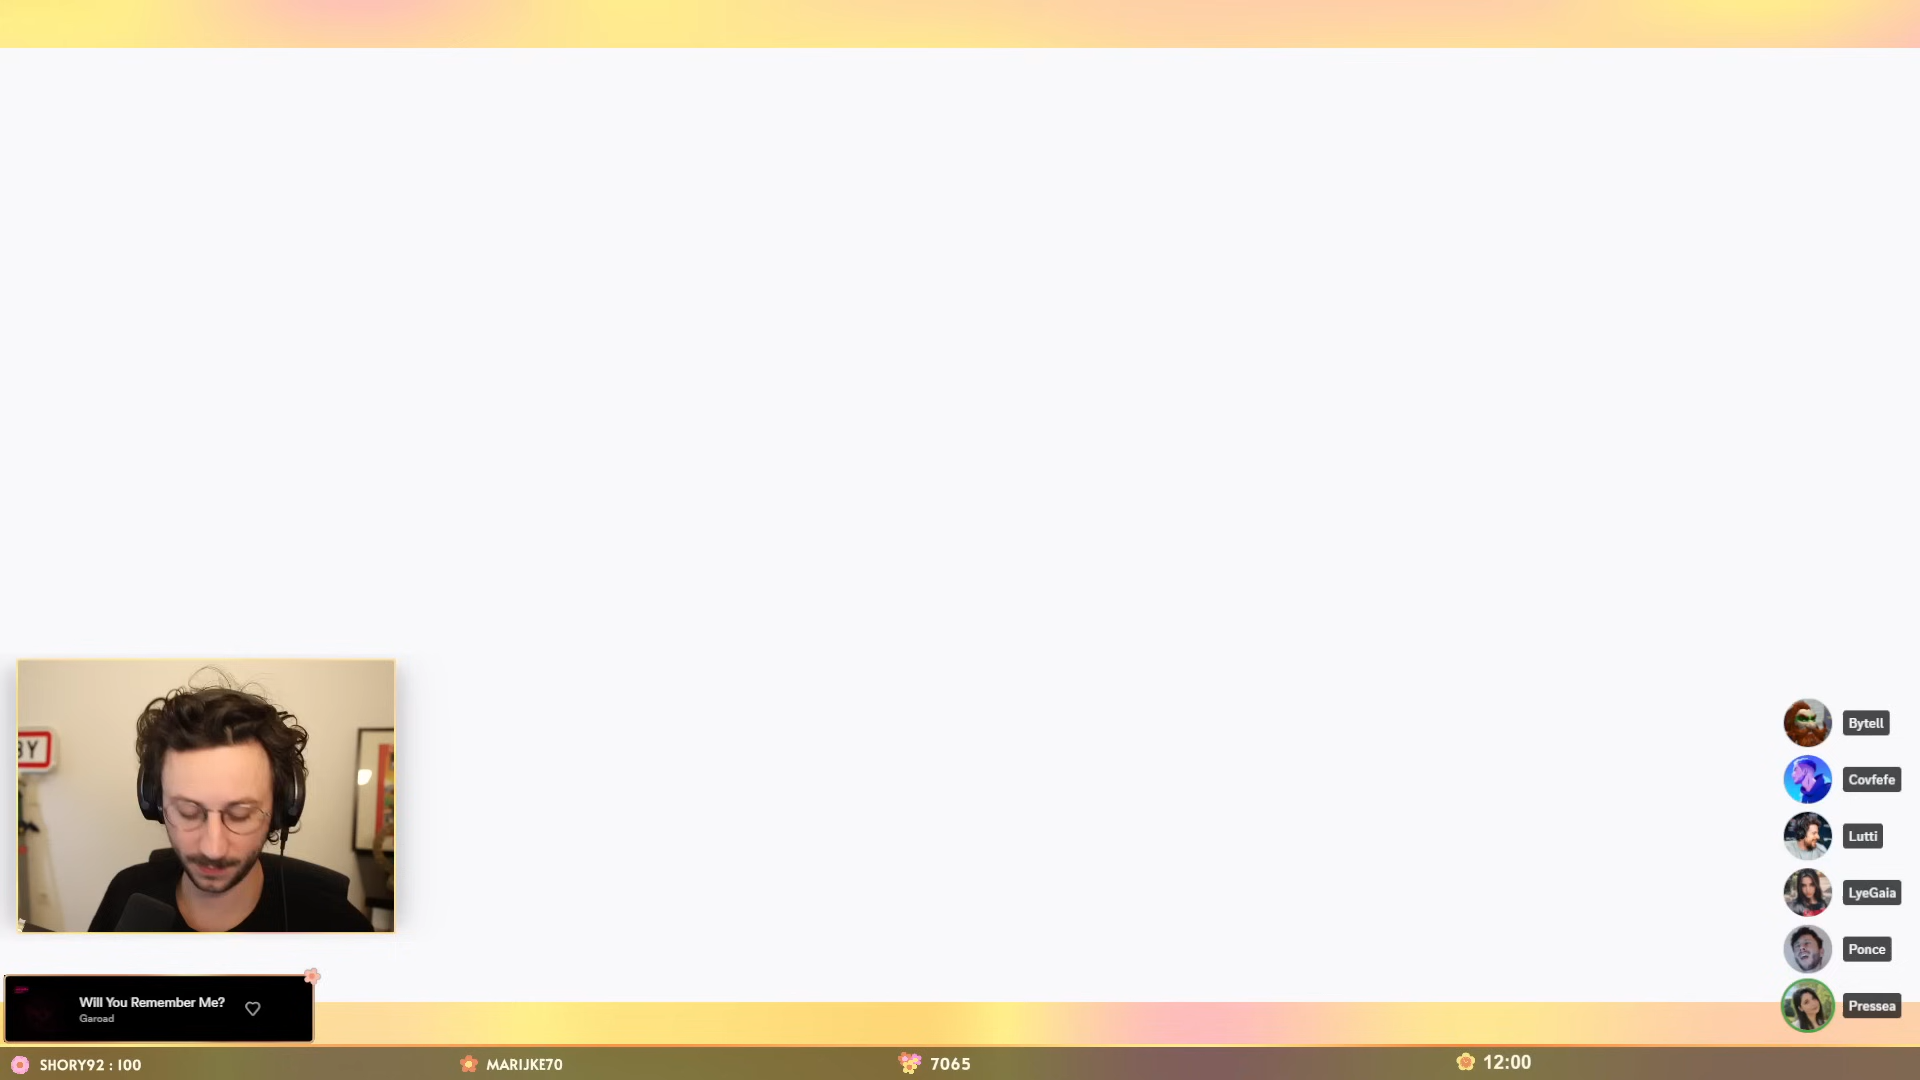 BY
Bytell
Covfefe
Lutti
LyeGaia
Ponce
Pressea
Will You Remember Me?
Garoad
SHORY92 : 100
MARIJKE70
7065
12:00